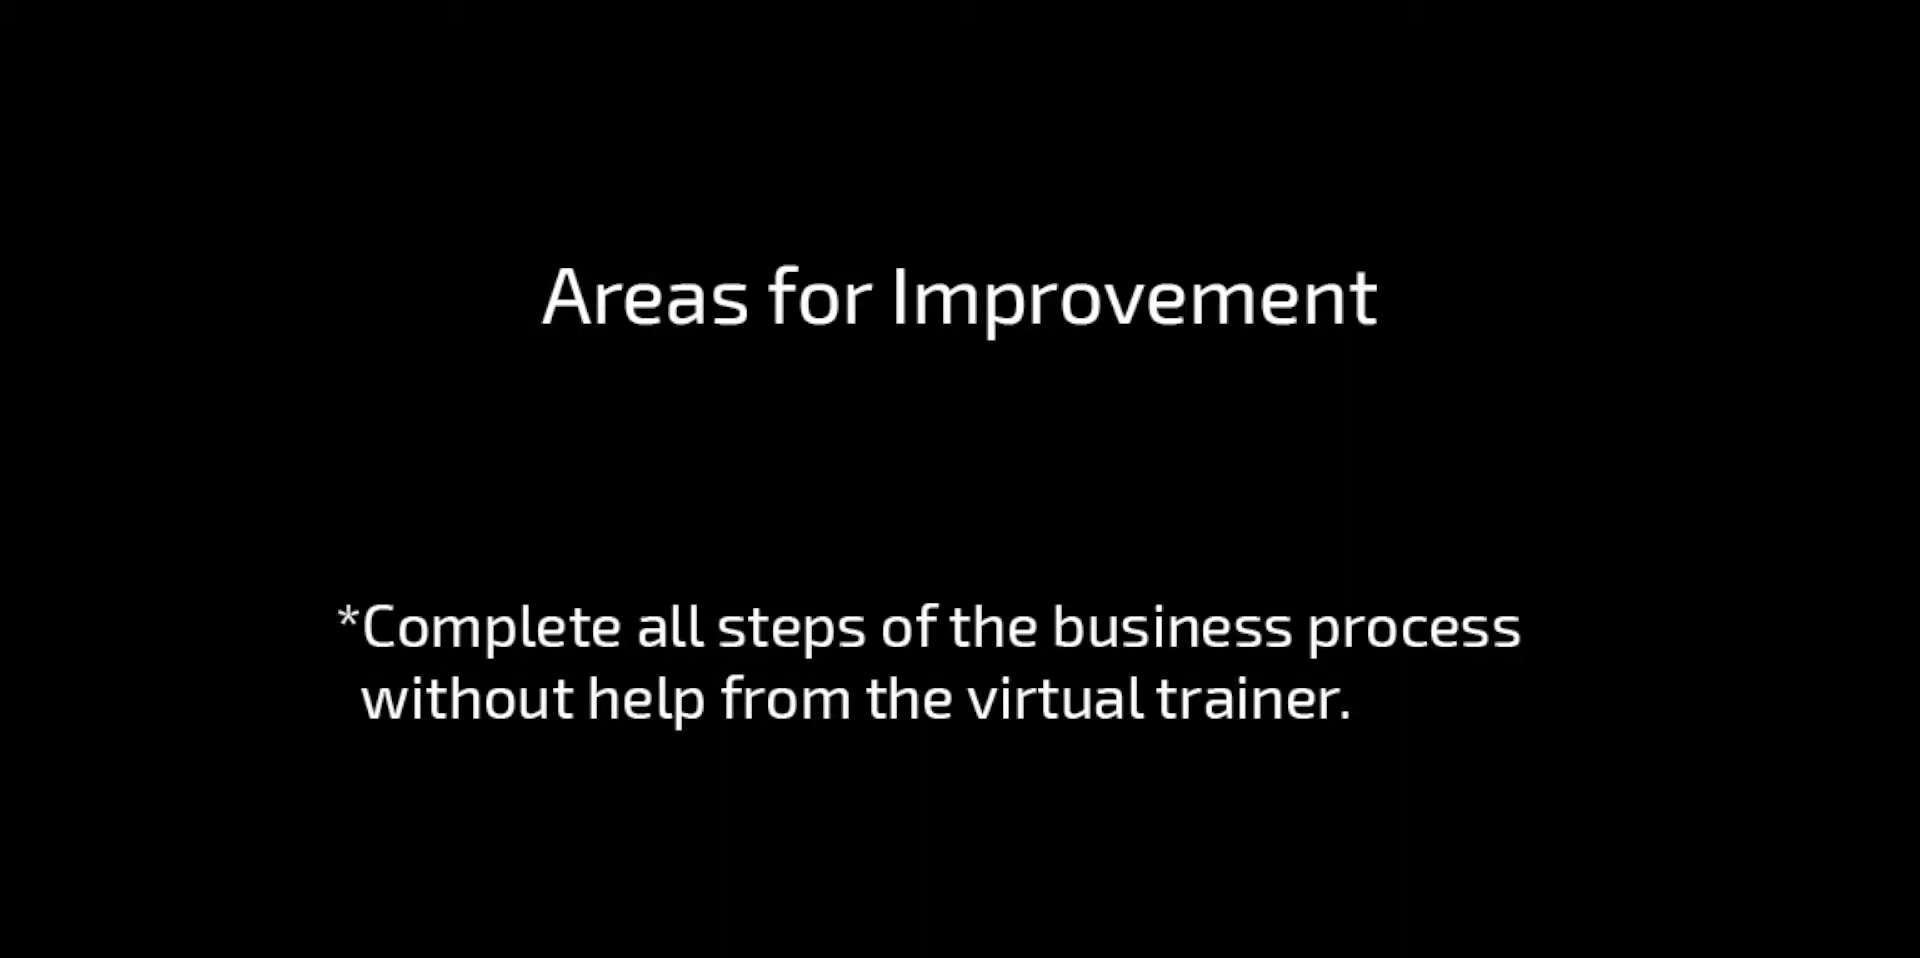 Areas for Improvement
*Complete all steps of the business process
without help from the virtual trainer.